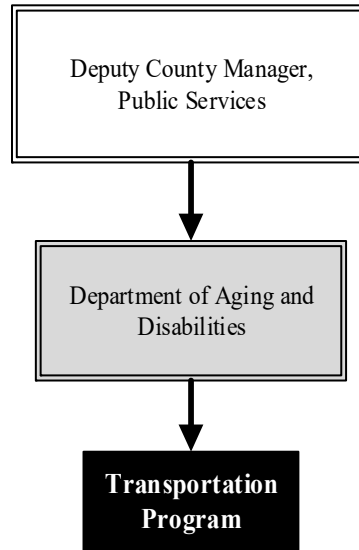 Deputy County Manager,
Public Services
Department of Aging and
Disabilities
Transportation
Program